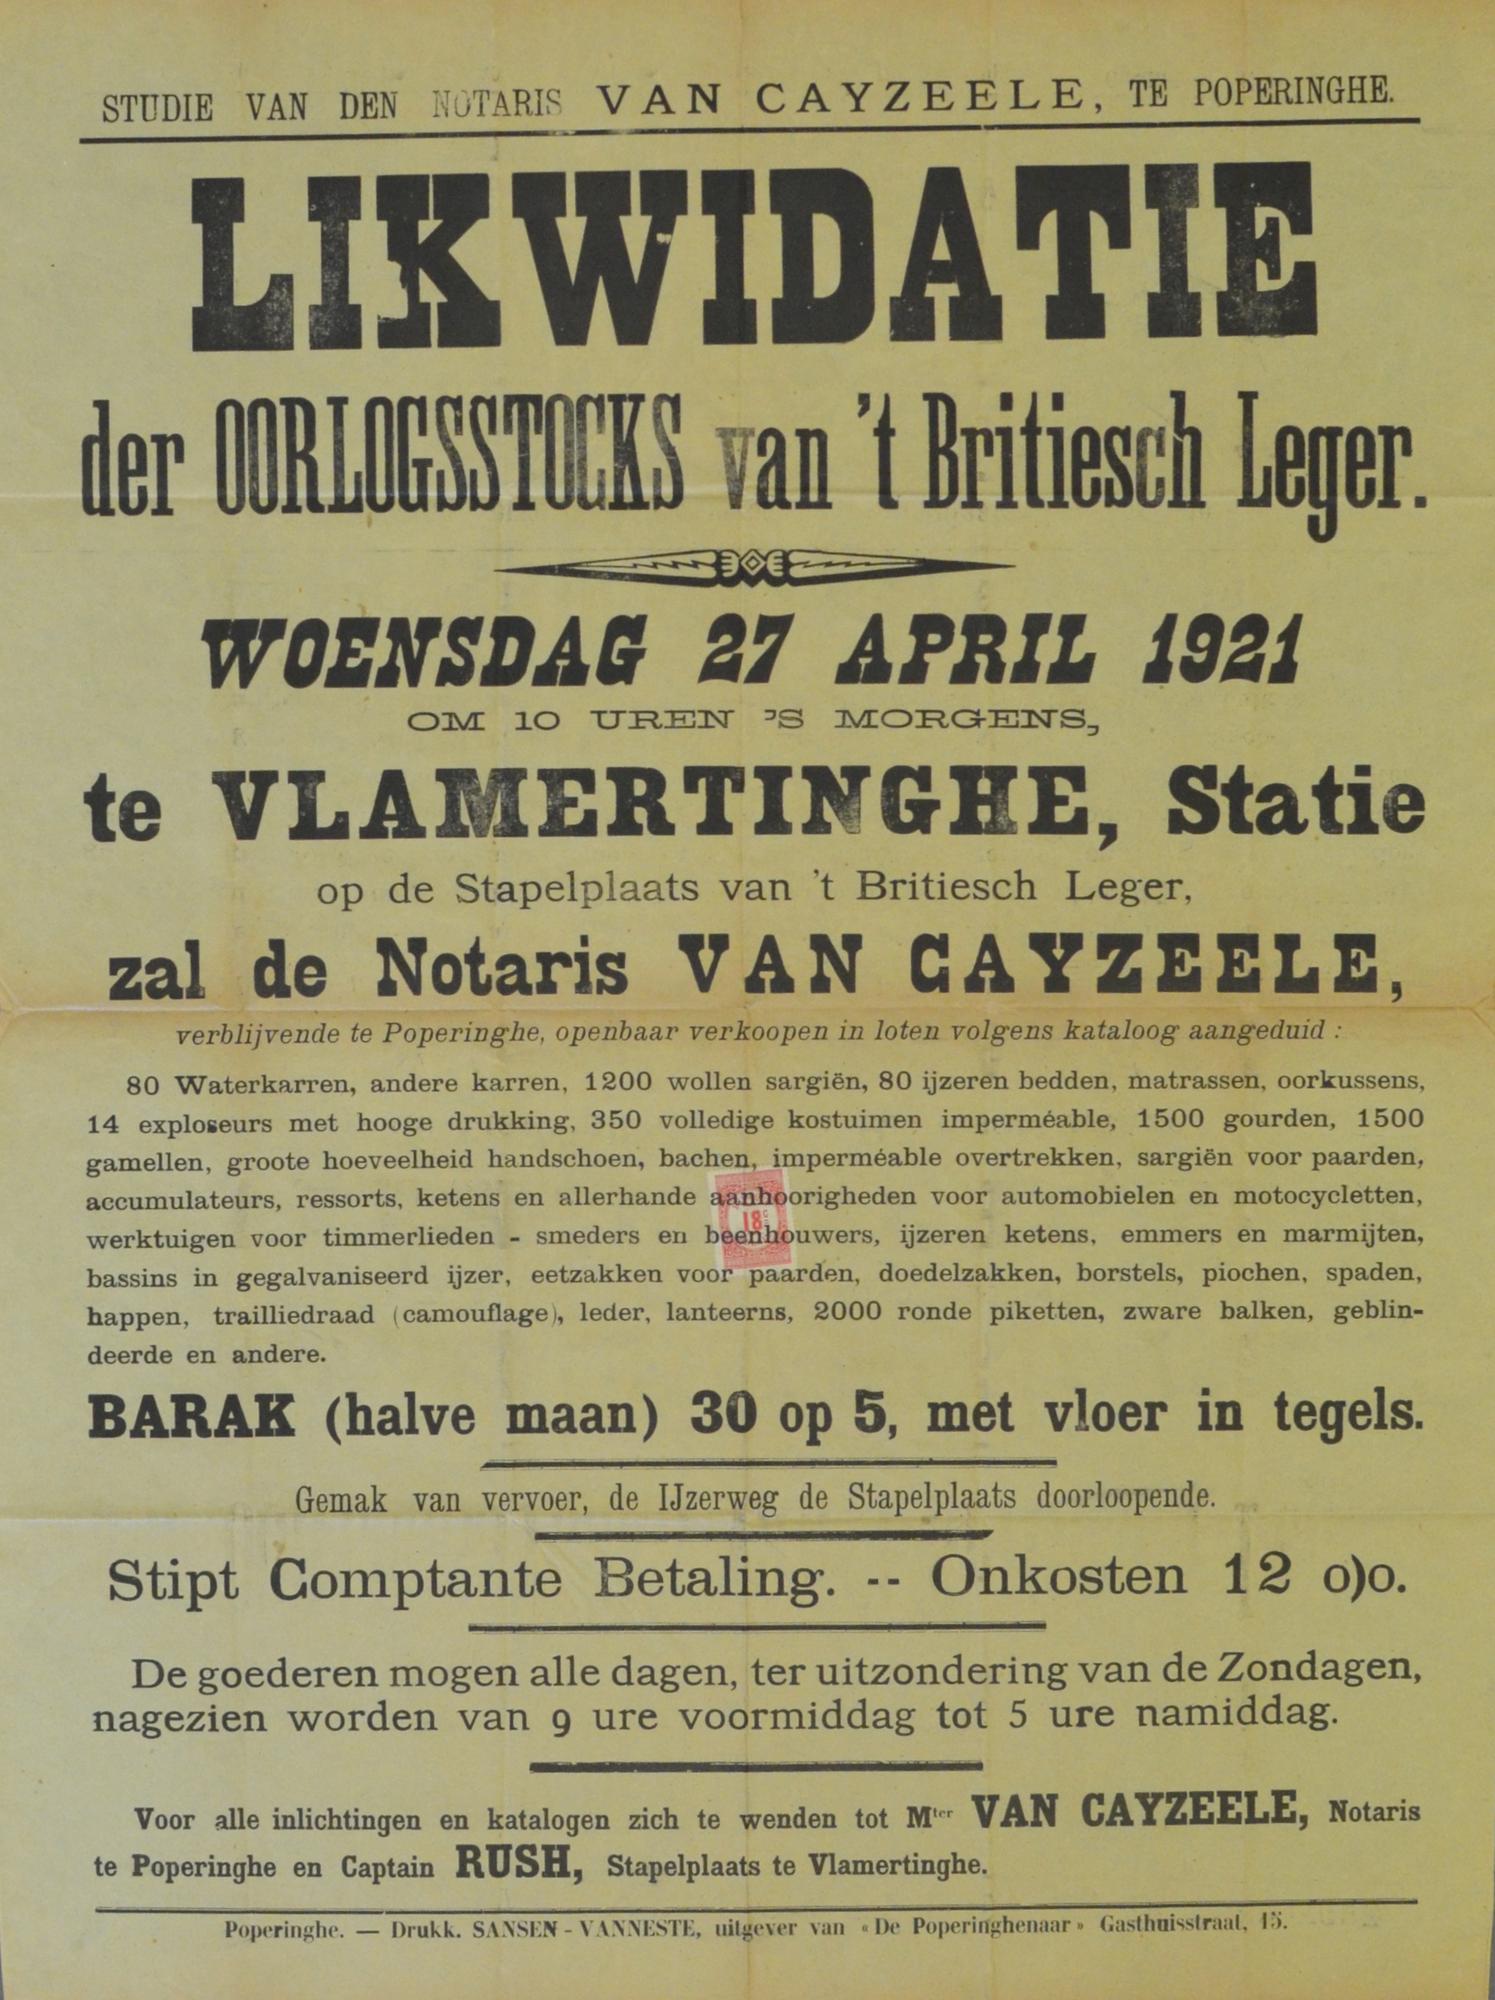 STUDIE VAN DEN NOTARIS VAN CAYZEELE, TE POPERINGHE.
LIKWIDATIE
der OORLOGSSTOCKS van 't Britiesch Leger.
WOENSDAG 27 APRIL 1921
OM 10 UREN 'S MORGENS,
te VLAMERTINGHE, Statie
op de Stapelplaats van 't Britiesch Leger,
zal de Notaris VAN CAYZEELE,
verblijvende te Poperinghe, openbaar verkoopen in loten volgens kataloog aangeduid :
80 Waterkarren, andere karren, 1200 wollen sargiën, 80 ijzeren bedden, matrassen, oorkussens,
14 exploseurs met hooge drukking, 350 volledige kostuimen imperméable, 1500 gourden, 1500
gamellen, groote hoeveelheid handschoen, bachen, imperméable overtrekken, sargiën voor paarden,
accumulateurs, ressorts, ketens en allerhande aanhoorigheden voor automobielen en motocycletten,
werktuigen voor timmerlieden - smeders en beenhouwers, ijzeren ketens, emmers en marmijten,
bassins in gegalvaniseerd ijzer, eetzakken voor paarden, doedelzakken, borstels, piochen, spaden,
happen, trailliedraad (camouflage), leder, lanteerns, 2000 ronde piketten, zware balken, geblin-
deerde en andere.
BARAK (halve maan) 30 op 5, met vloer in tegels.
Gemak van vervoer, de IJzerweg de Stapelplaats doorloopende.
Stipt Comptante Betaling. -- Onkosten 12 o)o.
De goederen mogen alle dagen, ter uitzondering van de Zondagen,
nagezien worden van 9 ure voormiddag tot 5 ure namiddag.
Voor alle inlichtingen en katalogen zich te wenden tot Mter VAN CAYZEELE, Notaris
te Poperinghe en Captain RUSH, Stapelplaats te Vlamertinghe.
Poperinghe. — Drukk. SANSEN-VANNESTE, uitgever van « De Poperinghenaar » Gasthuisstraat, 15.
18